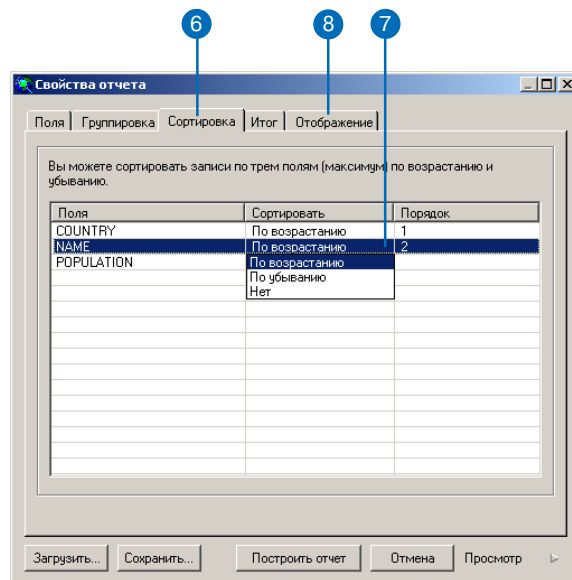 6 8 7
Свойства отчета
Поля Группировка Сортировка Итог Отображение
Вы можете сортировать записи по трем полям (максимум) по возрастанию и
убыванию.
Поля Сортировать Порядок
COUNTRY По возрастанию 1
NAME По возрастанию 2
POPULATION По возрастанию
По убыванию
Нет
Загрузить... Сохранить... Построить отчет Отмена Просмотр